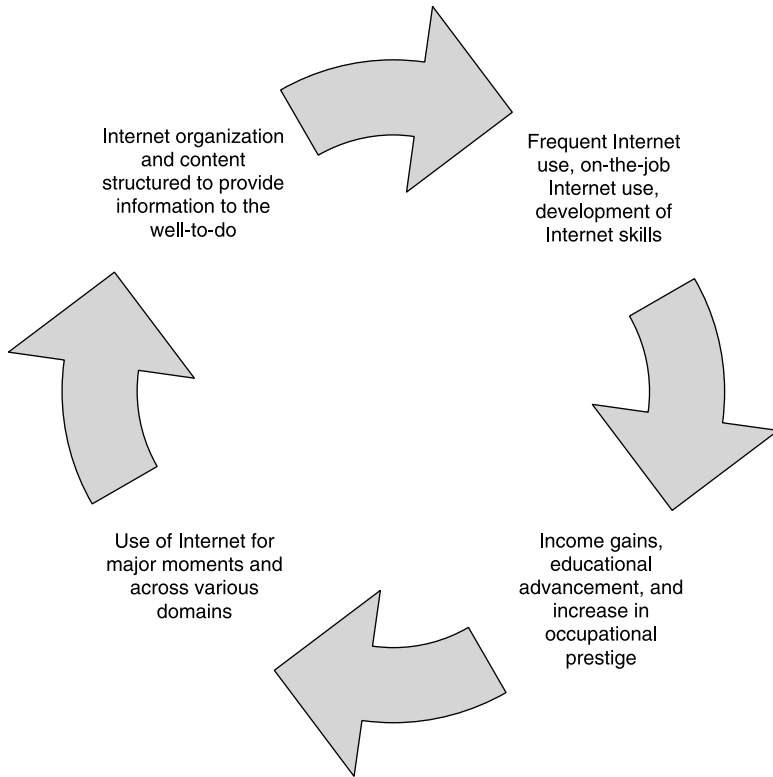 Internet organization
and content
structured to provide
information to the
well-to-do
Frequent Internet
use, on-the-job
Internet use,
development of
Internet skills
Income gains,
educational
advancement, and
increase in
occupational
prestige
Use of Internet for
major moments and
across various
domains